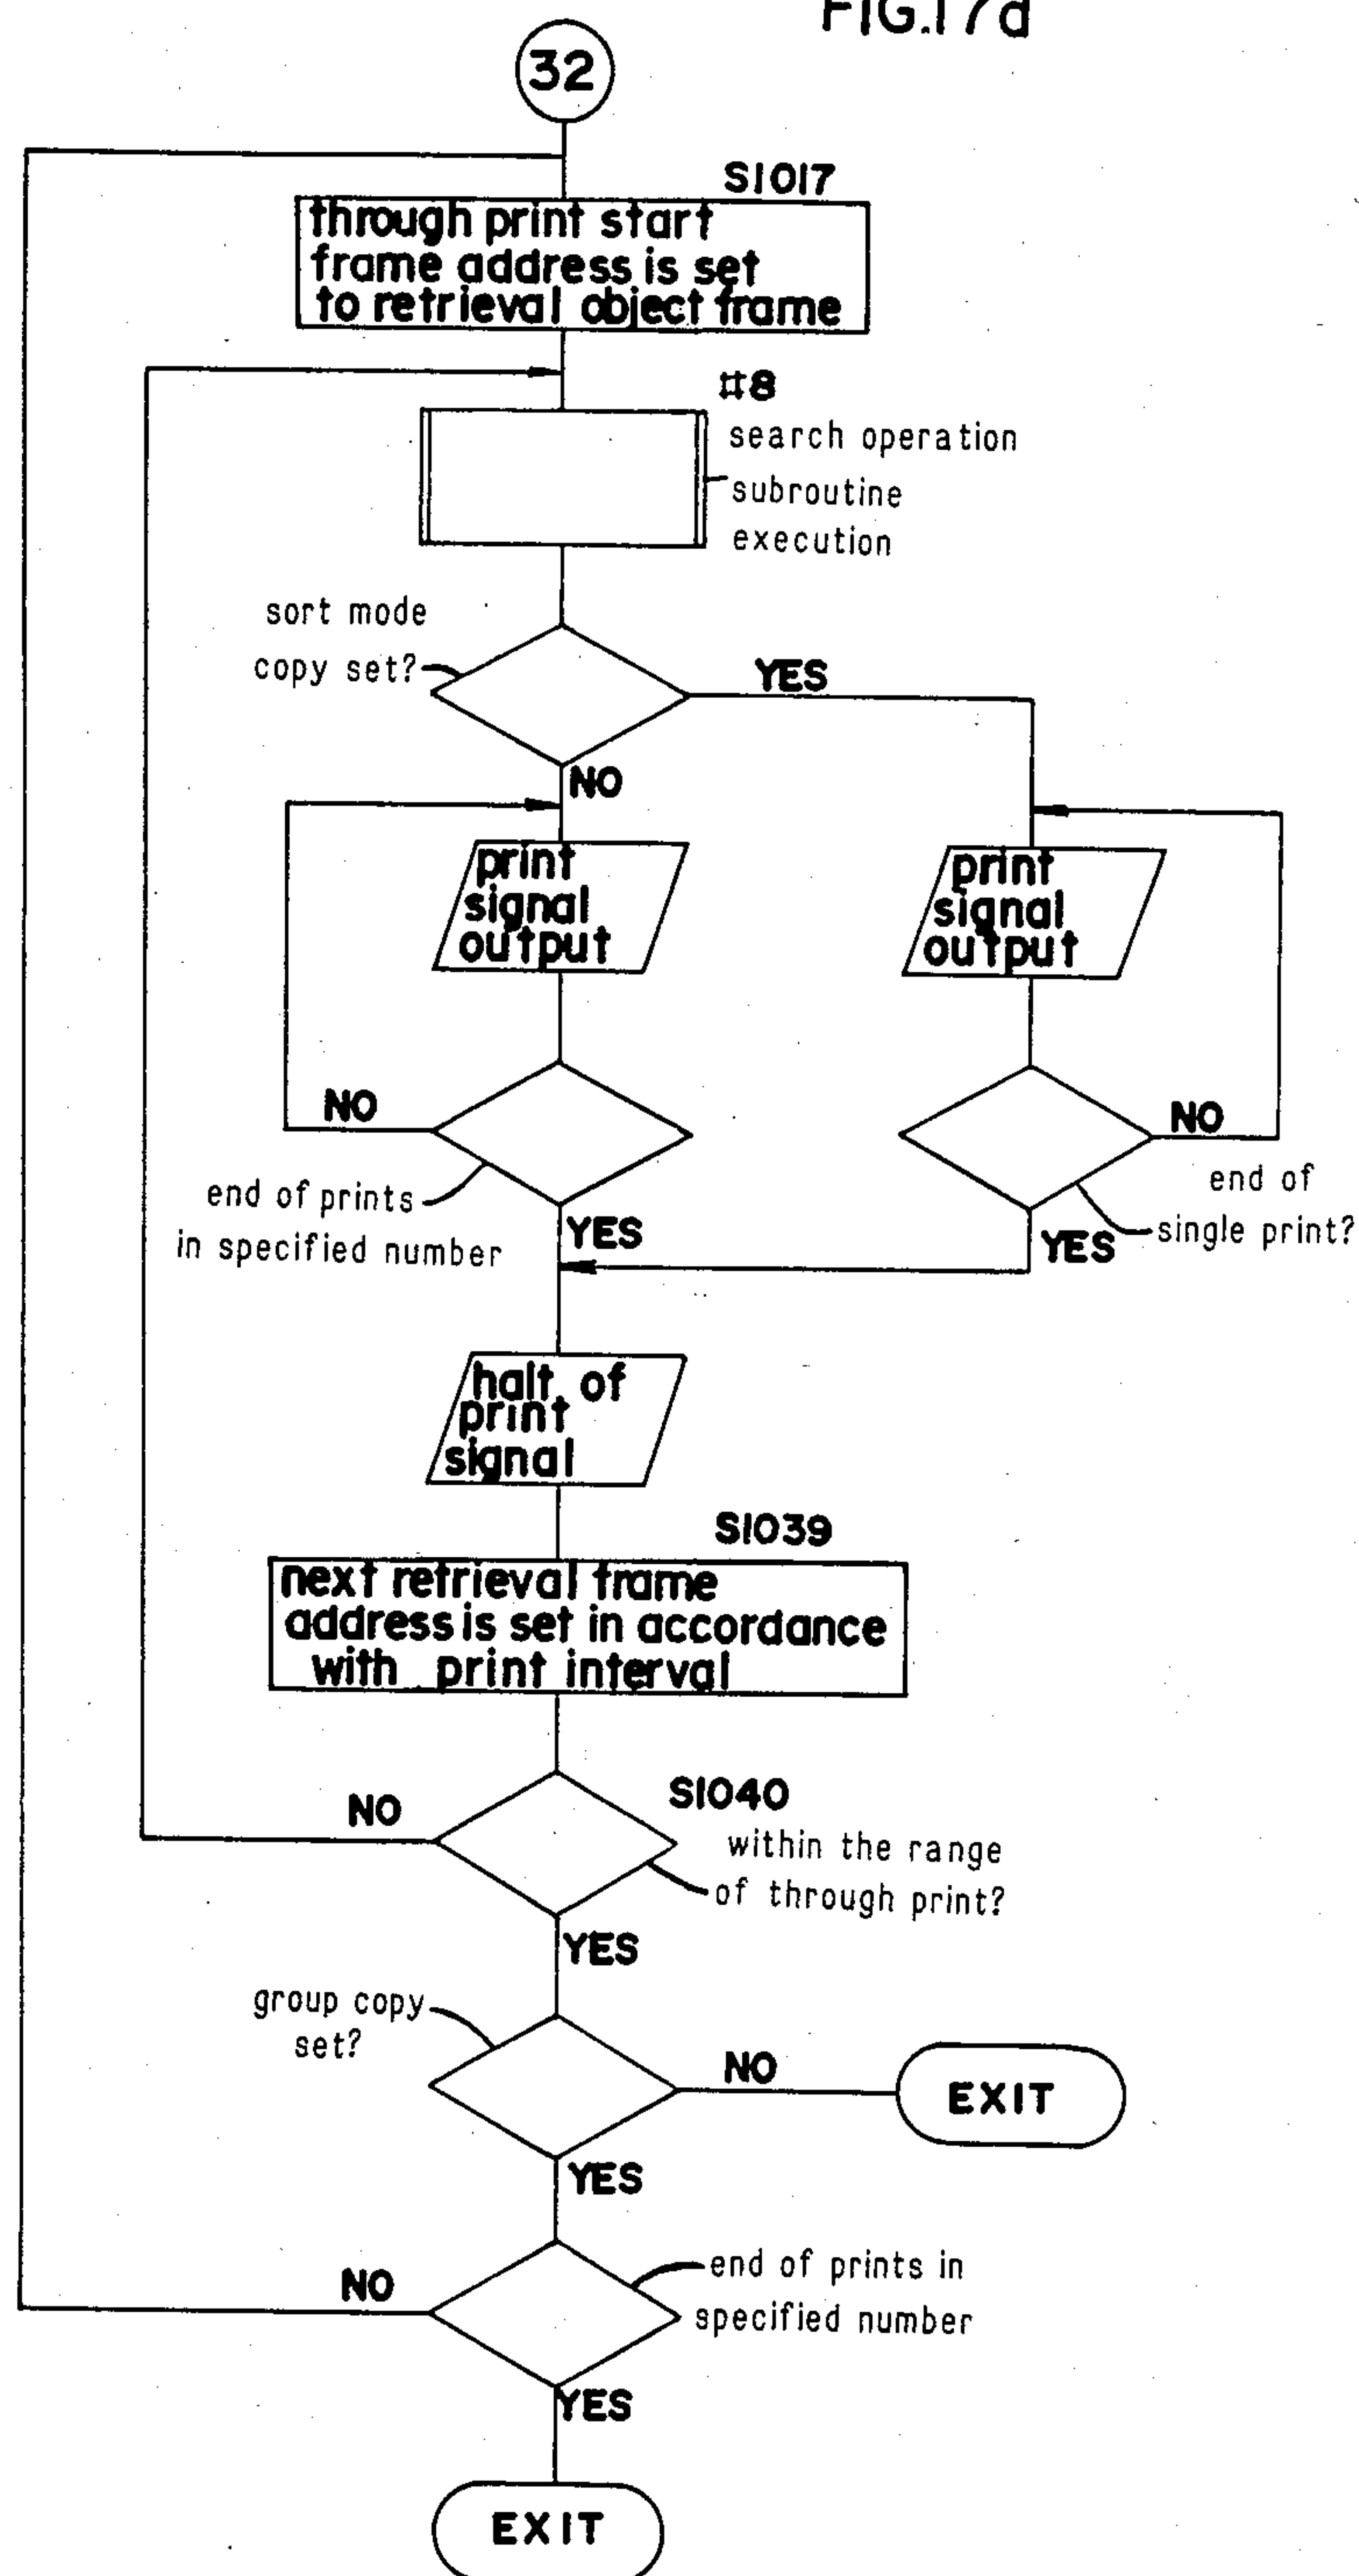 FIG.17d
32
S1017
through print start
frame address is set
to retrieval object frame
#8
search operation
subroutine
execution
sort mode
copy set?
YES
NO
print
signal
output
print
signal
output
NO
NO
end of prints
in specified number
end of
single print?
YES
YES
halt of
print
signal
S1039
next retrieval frame
address is set in accordance
with print interval
S1040
NO
within the range
of through print?
YES
group copy
set?
NO
EXIT
YES
NO
end of prints in
specified number
YES
EXIT